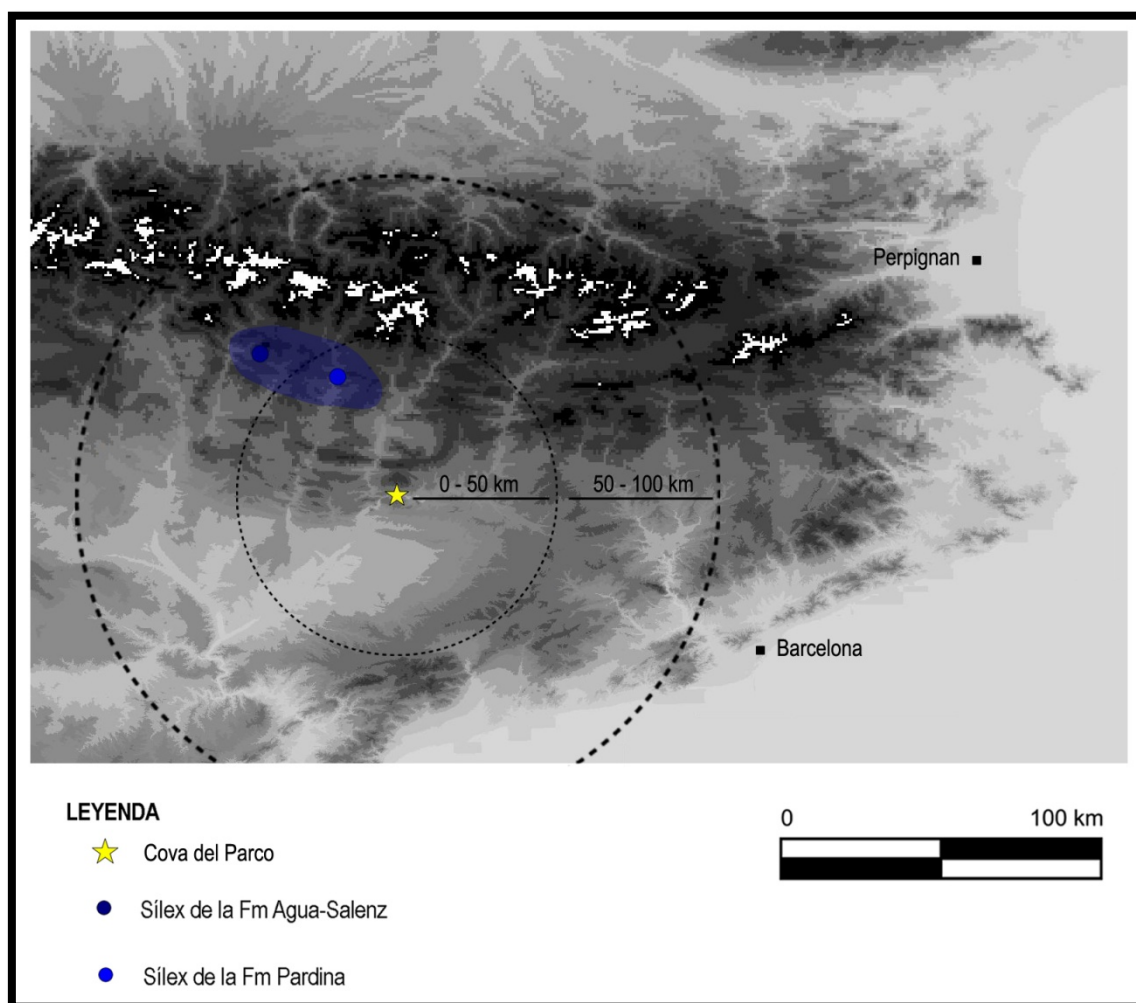 Perpignan
0 - 50 km
50 - 100 km
Barcelona
LEYENDA
Cova del Parco
Sílex de la Fm Agua-Salenz
Sílex de la Fm Pardina
0 100 km